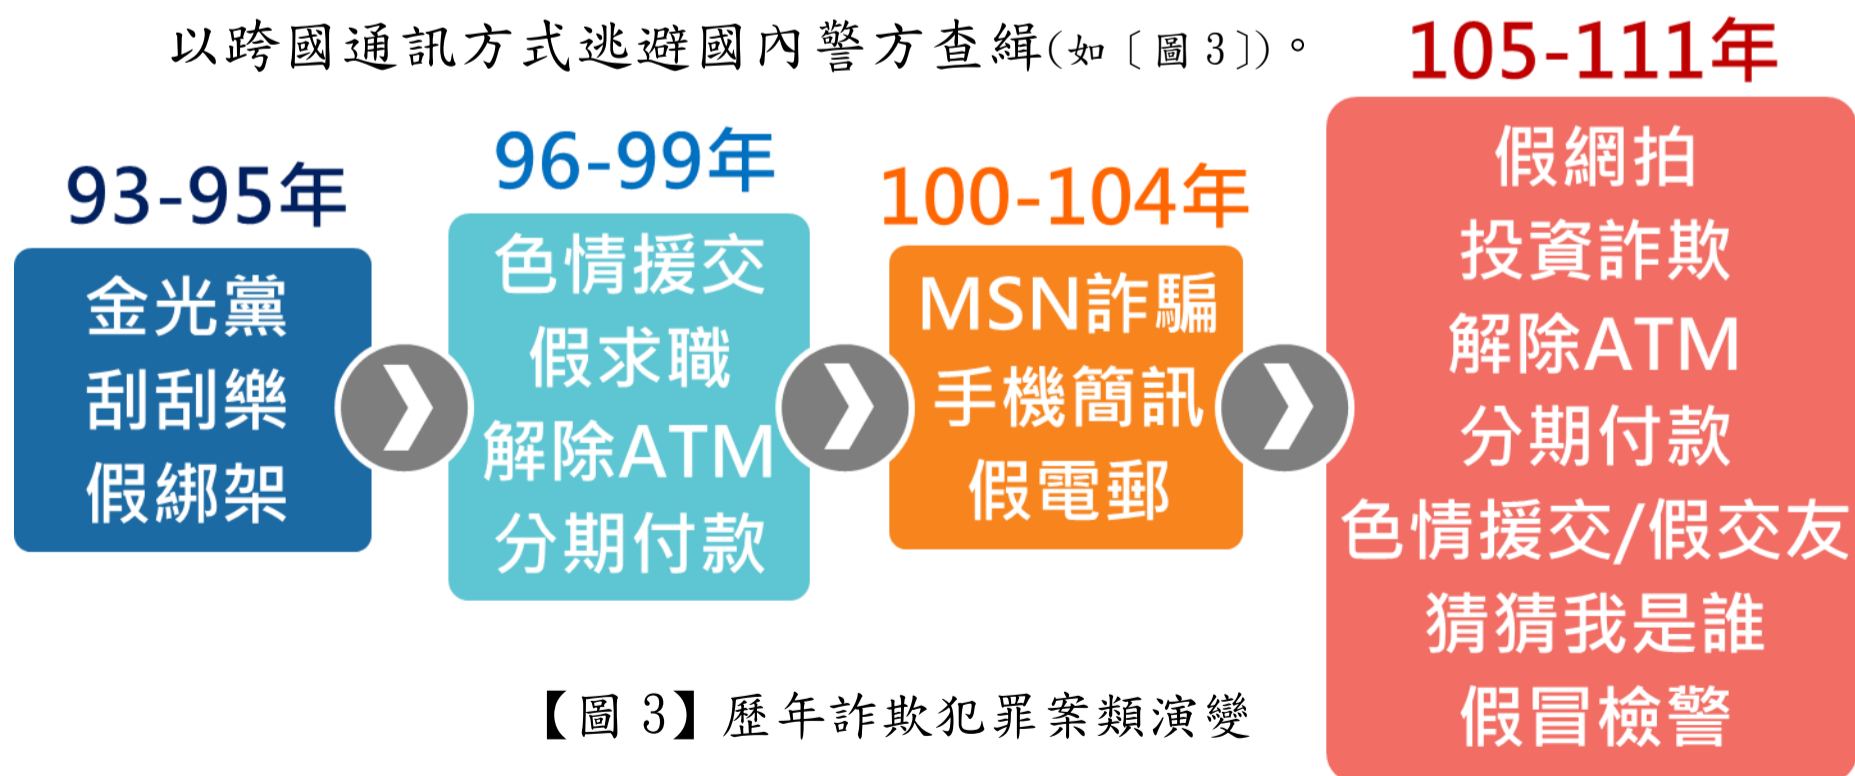 以跨國通訊方式逃避國內警方查緝(如〔圖 3〕)。
93-95年
金光黨
刮刮樂
假綁架
96-99年
色情援交
假求職
解除ATM
分期付款
100-104年
MSN詐騙
手機簡訊
假電郵
105-111年
假網拍
投資詐欺
解除ATM
分期付款
色情援交/假交友
猜猜我是誰
假冒檢警
【圖 3】歷年詐欺犯罪案類演變